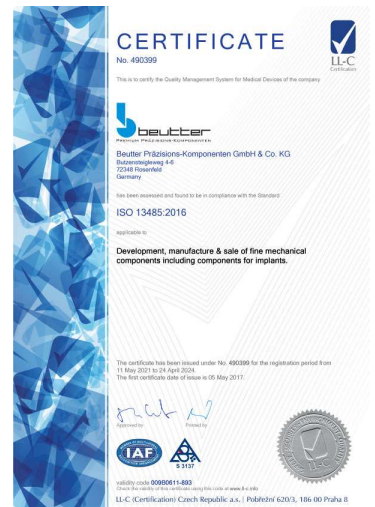 CERTIFICATE
No. 490399
LL-C
Certification
This is to certify the Quality Management System for Medical Devices of the company
beutter
PREMIUM PRÄZISIONS-KOMPONENTEN
Beutter Präzisions-Komponenten GmbH & Co. KG
Butzensteigleweg 4-6
72348 Rosenfeld
Germany
has been assessed and found to be in compliance with the Standard
ISO 13485:2016
applicable to
Development, manufacture & sale of fine mechanical
components including components for implants.
The certificate has been issued under No. 490399 for the registration period from
11 May 2021 to 24 April 2024.
The first certificate date of issue is 05 May 2017.
Approved by
Printed by
IAF
S 3137
LL-C
validity code 009B0611-893
Check the validity of this certificate using this code at www.ll-c.info
LL-C (Certification) Czech Republic a.s. | Pobřežní 620/3, 186 00 Praha 8